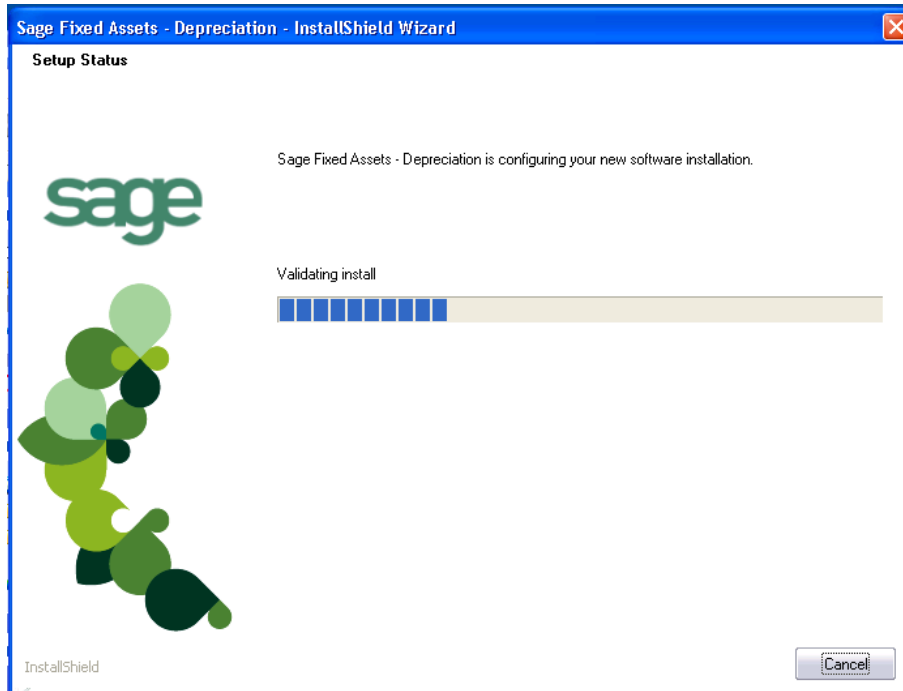 Sage Fixed Assets - Depreciation - InstallShield Wizard
Setup Status
Sage Fixed Assets - Depreciation is configuring your new software installation.
sage
Validating install
InstallShield
Cancel